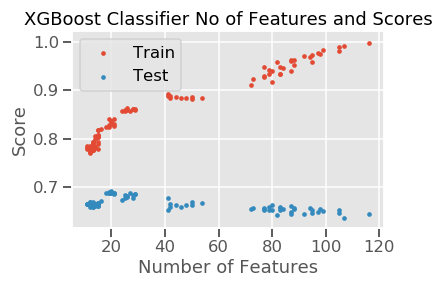 XGBoost Classifier No of Features and Scores
1.0
0.9
0.8
0.7
Score
Train
Test
20
40
60
80
100
120
Number of Features